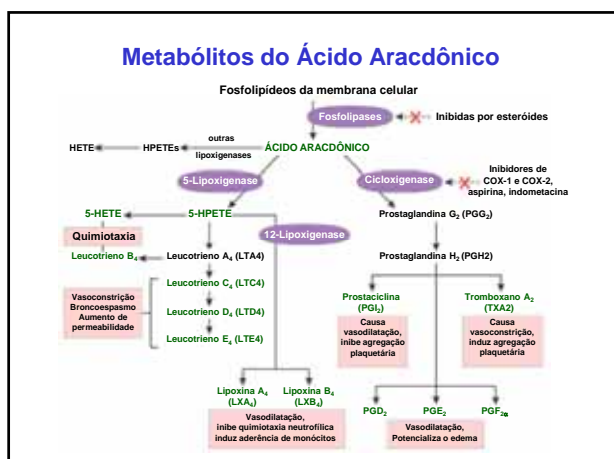 Metabólitos do Ácido Aracdônico
Fosfolipídeos da membrana celular
Fosfolipases
Inibidas por esteróides
HETE
HPETEs
outras
lipoxigenases
ÁCIDO ARACDÔNICO
5-Lipoxigenase
Cicloxigenase
Inibidores de
COX-1 e COX-2,
aspirina, indometacina
5-HETE
5-HPETE
12-Lipoxigenase
Prostaglandina G₂ (PGG₂)
Quimiotaxia
Leucotrieno B₄
Leucotrieno A₄ (LTA4)
Prostaglandina H₂ (PGH2)
Vasoconstrição
Broncoespasmo
Aumento de
permeabilidade
Leucotrieno C₄ (LTC4)
Leucotrieno D₄ (LTD4)
Leucotrieno E₄ (LTE4)
Prostaciclina
(PGI₂)
Causa
vasodilatação,
inibe agregação
plaquetária
Tromboxano A₂
(TXA2)
Causa
vasoconstrição,
induz agregação
plaquetária
Lipoxina A₄
(LXA₄)
Lipoxina B₄
(LXB₄)
Vasodilatação,
inibe quimiotaxia neutrofílica
induz aderência de monócitos
PGD₂
PGE₂
PGF₂α
Vasodilatação,
Potencializa o edema